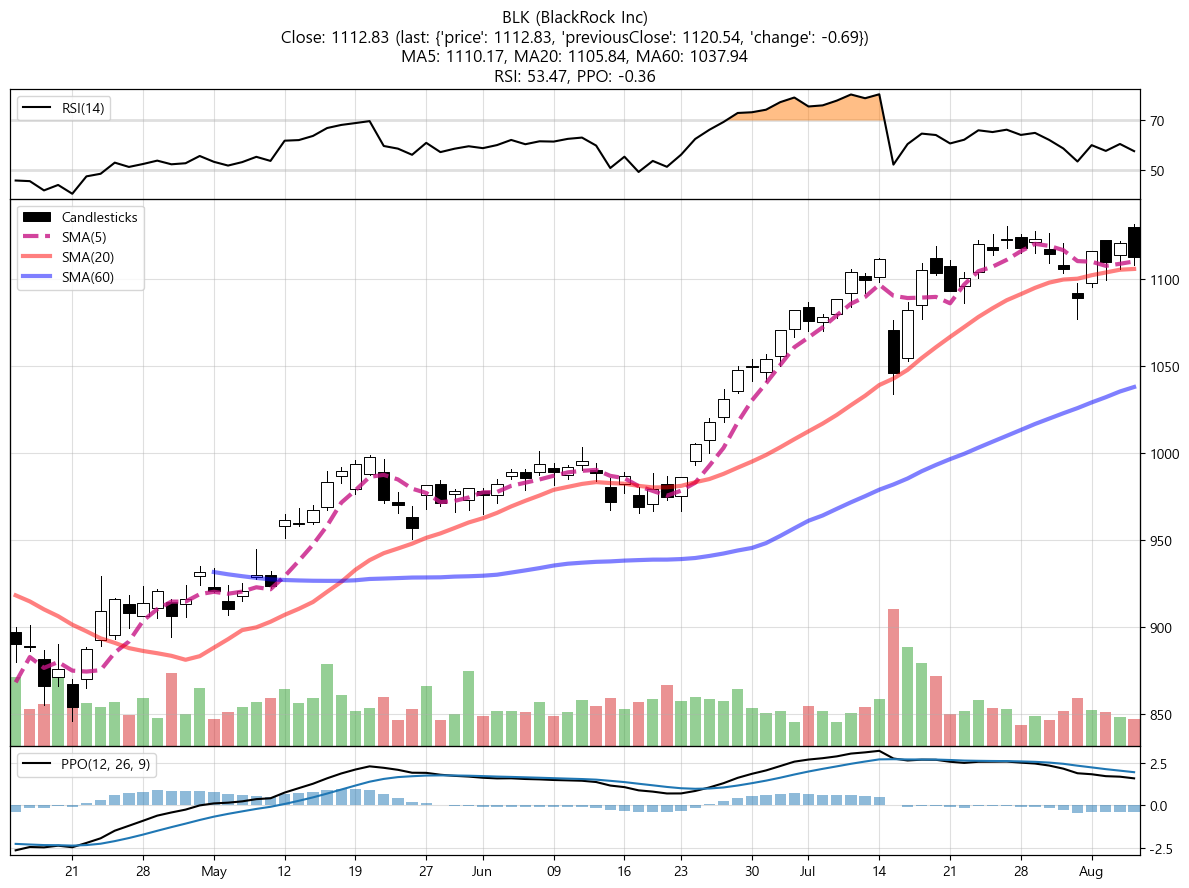 BLK (BlackRock Inc)
Close: 1112.83 (last: {'price': 1112.83, 'previousClose': 1120.54, 'change': -0.69})
MA5: 1110.17, MA20: 1105.84, MA60: 1037.94
RSI: 53.47, PPO: -0.36
RSI(14)
70
50
Candlesticks
SMA(5)
SMA(20)
SMA(60)
1100
1050
1000
950
900
850
PPO(12, 26, 9)
2.5
0.0
-2.5
21 28 May 12 19 27 Jun 09 16 23 30 Jul 14 21 28 Aug